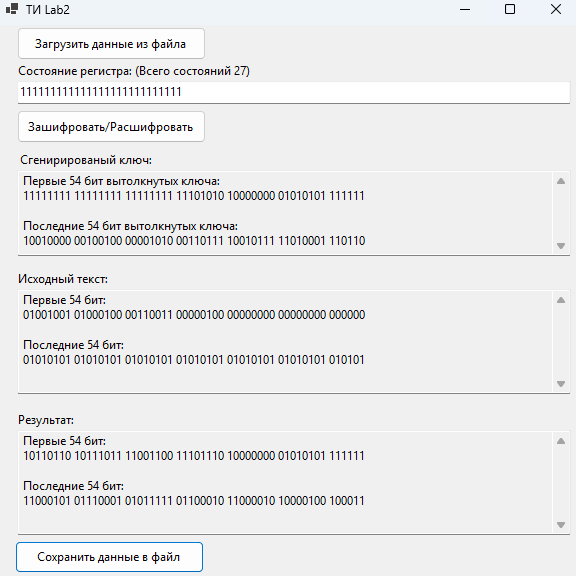 ТИ Lab2
Загрузить данные из файла
Состояние регистра: (Всего состояний 27)
111111111111111111111111111
Зашифровать/Расшифровать
Сгенирированый ключ:
Первые 54 бит вытолкнутых ключа:
11111111 11111111 11111111 11101010 10000000 01010101 111111
Последние 54 бит вытолкнутых ключа:
10010000 00100100 00001010 00110111 10010111 11010001 110110
Исходный текст:
Первые 54 бит:
01001001 01000100 00110011 00000100 00000000 00000000 000000
Последние 54 бит:
01010101 01010101 01010101 01010101 01010101 01010101 010101
Результат:
Первые 54 бит:
10110110 10111011 11001100 11101110 10000000 01010101 111111
Последние 54 бит:
11000101 01110001 01011111 01100010 11000010 10000100 100011
Сохранить данные в файл